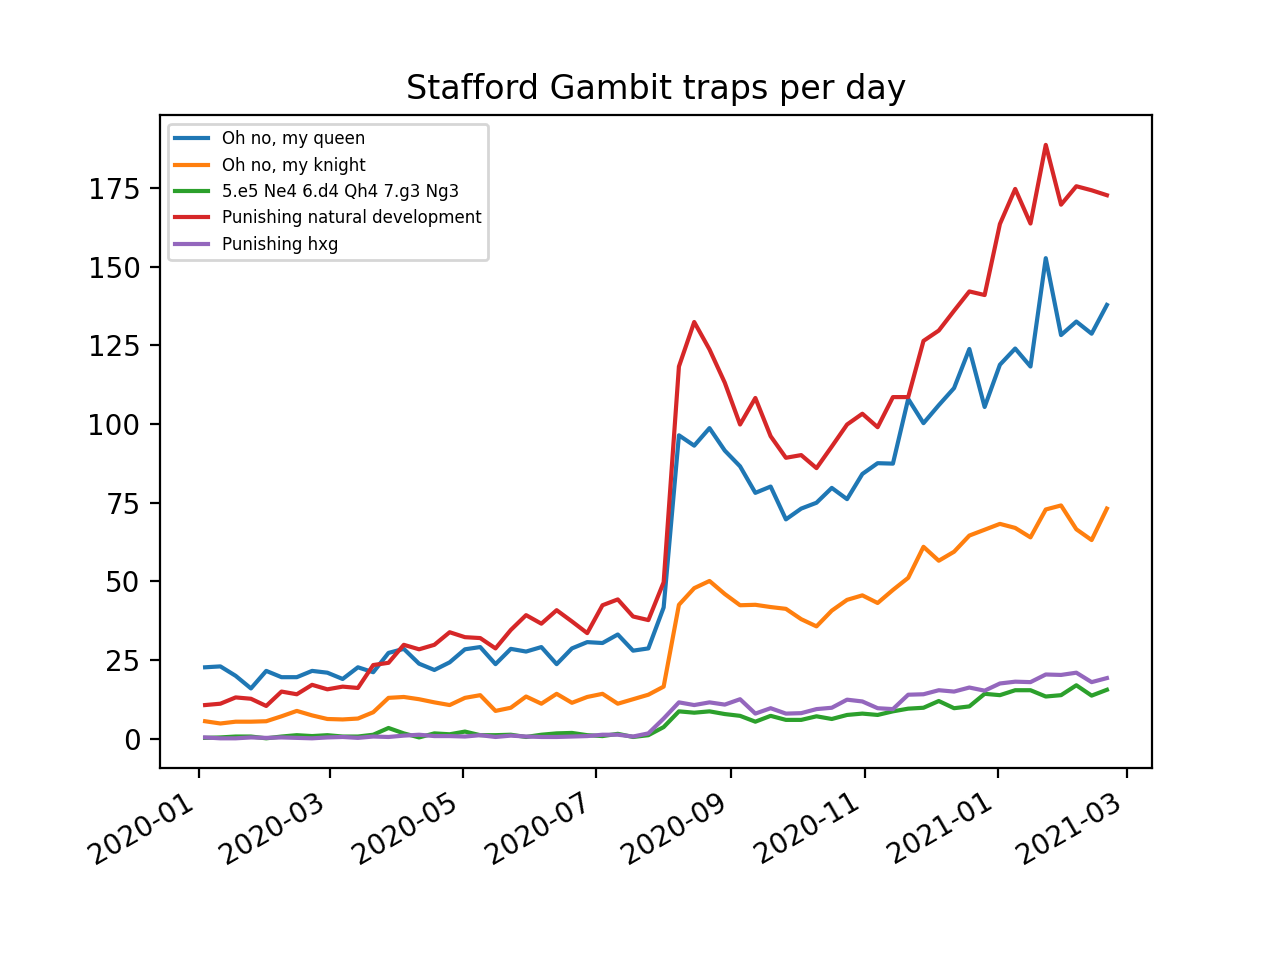 Stafford Gambit traps per day
Oh no, my queen
Oh no, my knight
5.e5 Ne4 6.d4 Qh4 7.g3 Ng3
Punishing natural development
Punishing hxg
175
150
125
100
75
50
25
0
2020-01
2020-03
2020-05
2020-07
2020-09
2020-11
2021-01
2021-03